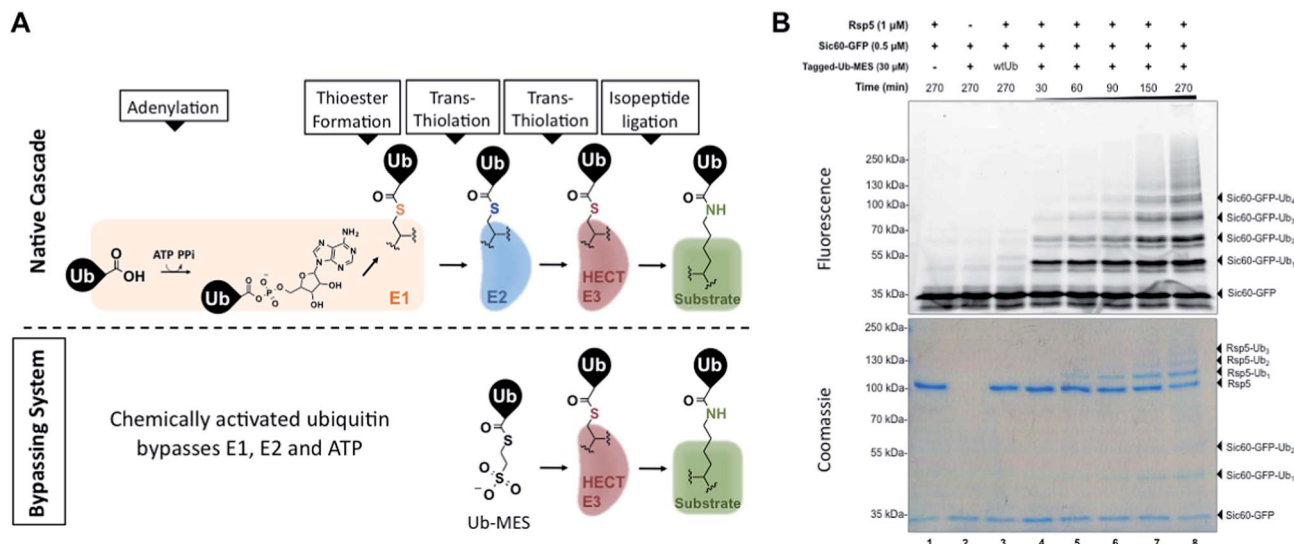 A
Native Cascade
Adenylation
Thioester
Formation
Trans-
Thiolation
Trans-
Thiolation
Isopeptide
ligation
Ub
Ub
Ub
Ub
O
S
O
S
O
S
O
NH
Ub
O
OH
ATP PPi
Ub
O
O
P
O
O
O
N
N
N
N
NH₂
OH
OH
E1
E2
HECT
E3
Substrate
Bypassing System
Chemically activated ubiquitin
bypasses E1, E2 and ATP
Ub
O
S
O
S
O
O
Ub-MES
Ub
O
S
HECT
E3
Ub
O
NH
Substrate
B
Rsp5 (1 µM) + - + + + + + +
Sic60-GFP (0.5 µM) + + + + + + + +
Tagged-Ub-MES (30 µM) - + wtUb + + + + +
Time (min) 270 270 270 30 60 90 150 270
Fluorescence
250 kDa
130 kDa
100 kDa
70 kDa
55 kDa
35 kDa
Sic60-GFP-Ub₄
Sic60-GFP-Ub₃
Sic60-GFP-Ub₂
Sic60-GFP-Ub₁
Sic60-GFP
Coomassie
250 kDa
130 kDa
100 kDa
70 kDa
55 kDa
35 kDa
Rsp5-Ub₃
Rsp5-Ub₂
Rsp5-Ub₁
Rsp5
Sic60-GFP-Ub₂
Sic60-GFP-Ub₁
Sic60-GFP
1 2 3 4 5 6 7 8